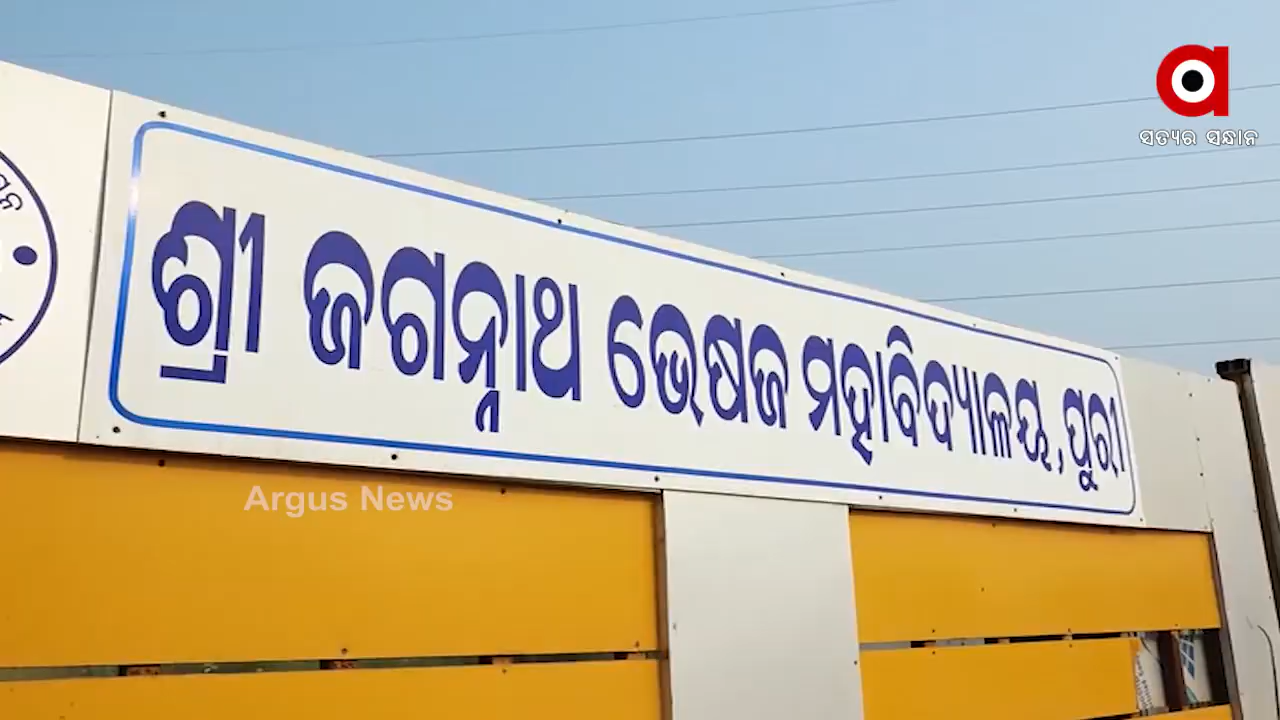 ସତ୍ୟର ସନ୍ଧାନ
ଶ୍ରୀ ଜଗନ୍ନାଥ ଭେଷଜ ମହାବିଦ୍ୟାଳୟ, ପୁରୀ
Argus News